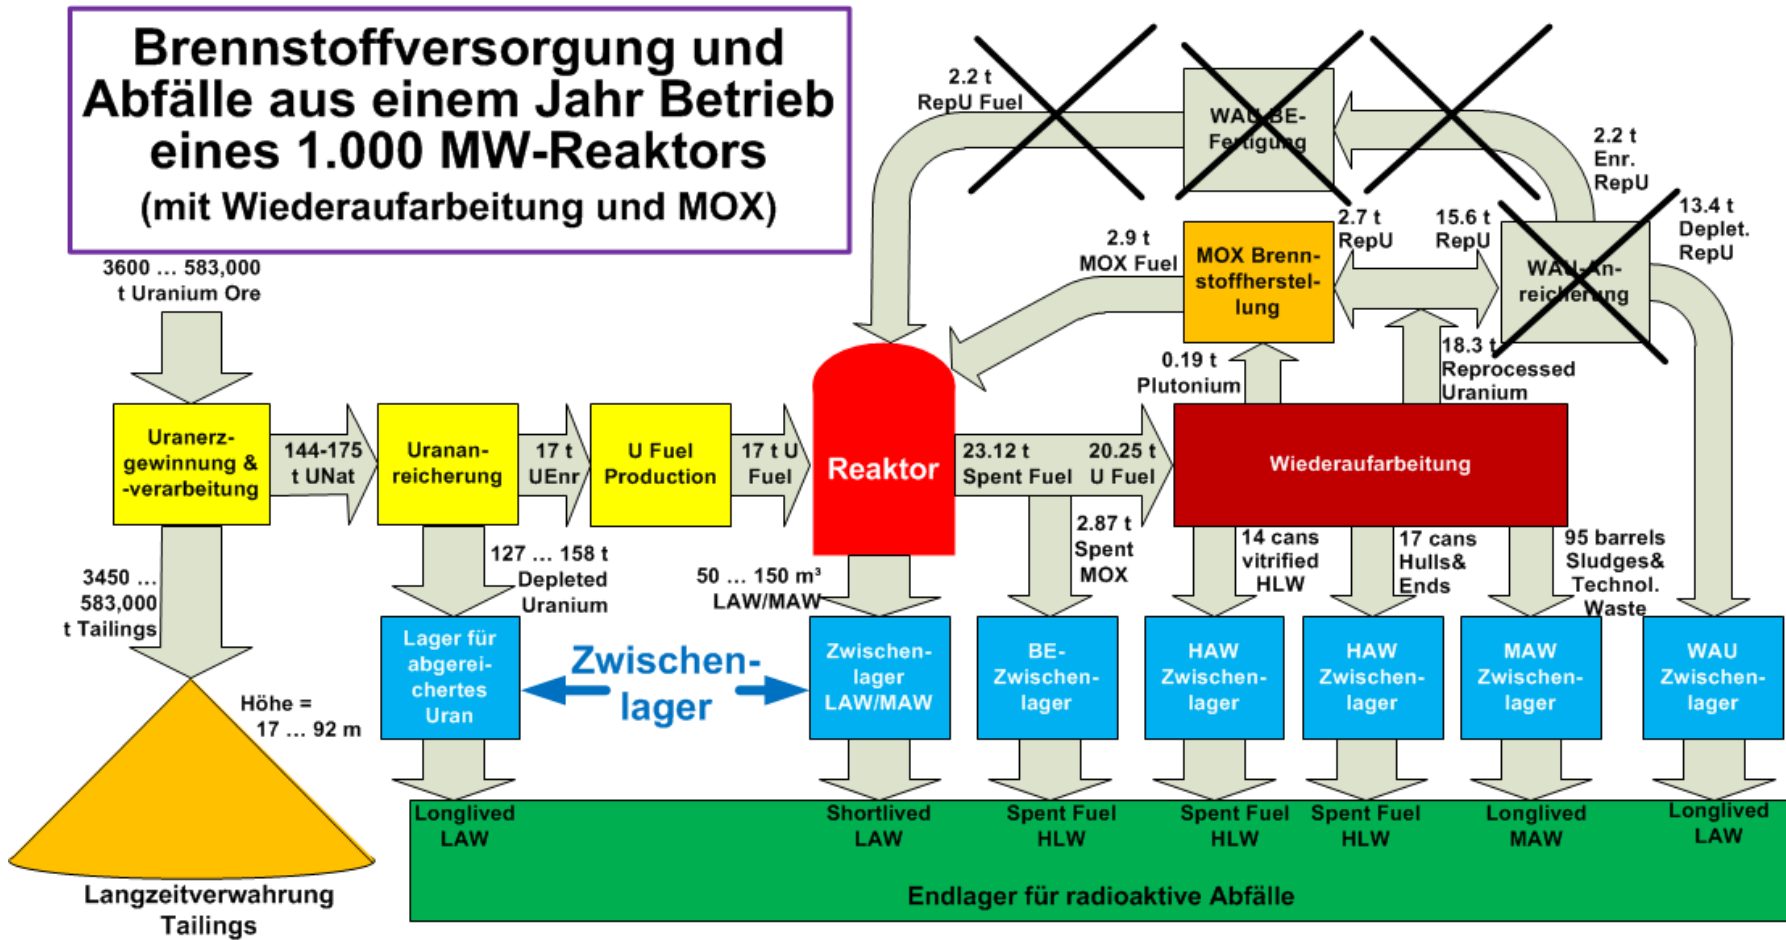 Brennstoffversorgung und
Abfälle aus einem Jahr Betrieb
eines 1.000 MW-Reaktors
(mit Wiederaufarbeitung und MOX)
2.2 t
RepU Fuel
WAU-BE-
Fertigung
2.2 t
Enr.
RepU
3600 ... 583,000
t Uranium Ore
2.9 t
MOX Fuel
MOX Brenn-
stoffherstel-
lung
2.7 t
RepU
15.6 t
RepU
WAU-An-
reicherung
13.4 t
Deplet.
RepU
0.19 t
Plutonium
18.3 t
Reprocessed
Uranium
Uranerz-
gewinnung &
-verarbeitung
144-175
t UNat
Uranan-
reicherung
17 t
UEnr
U Fuel
Production
17 t U
Fuel
Reaktor
23.12 t
Spent Fuel
20.25 t
U Fuel
Wiederaufarbeitung
3450 ...
583,000
t Tailings
127 ... 158 t
Depleted
Uranium
50 ... 150 m³
LAW/MAW
2.87 t
Spent
MOX
14 cans
vitrified
HLW
17 cans
Hulls&
Ends
95 barrels
Sludges&
Technol.
Waste
Lager für
abgerei-
chertes
Uran
Zwischen-
lager
Zwischen-
lager
LAW/MAW
BE-
Zwischen-
lager
HAW
Zwischen-
lager
HAW
Zwischen-
lager
MAW
Zwischen-
lager
WAU
Zwischen-
lager
Höhe =
17 ... 92 m
Longlived
LAW
Shortlived
LAW
Spent Fuel
HLW
Spent Fuel
HLW
Spent Fuel
HLW
Longlived
MAW
Longlived
LAW
Langzeitverwahrung
Tailings
Endlager für radioaktive Abfälle